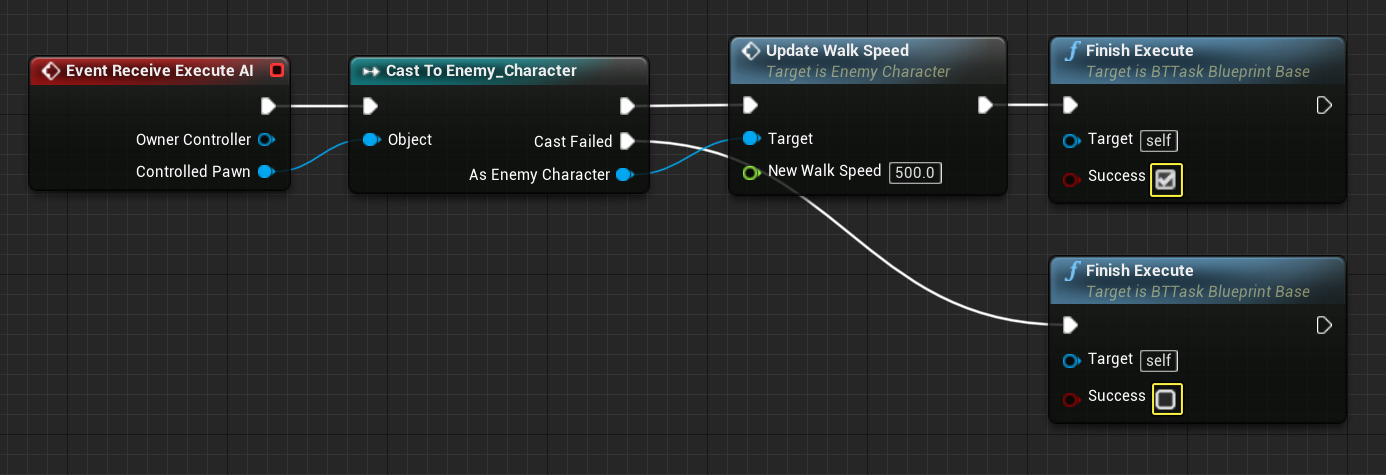 Event Receive Execute AI
Owner Controller
Controlled Pawn
Cast To Enemy_Character
Object
Cast Failed
As Enemy Character
Update Walk Speed
Target is Enemy Character
Target
New Walk Speed 500.0
f Finish Execute
Target is BTTask Blueprint Base
Target self
Success
f Finish Execute
Target is BTTask Blueprint Base
Target self
Success